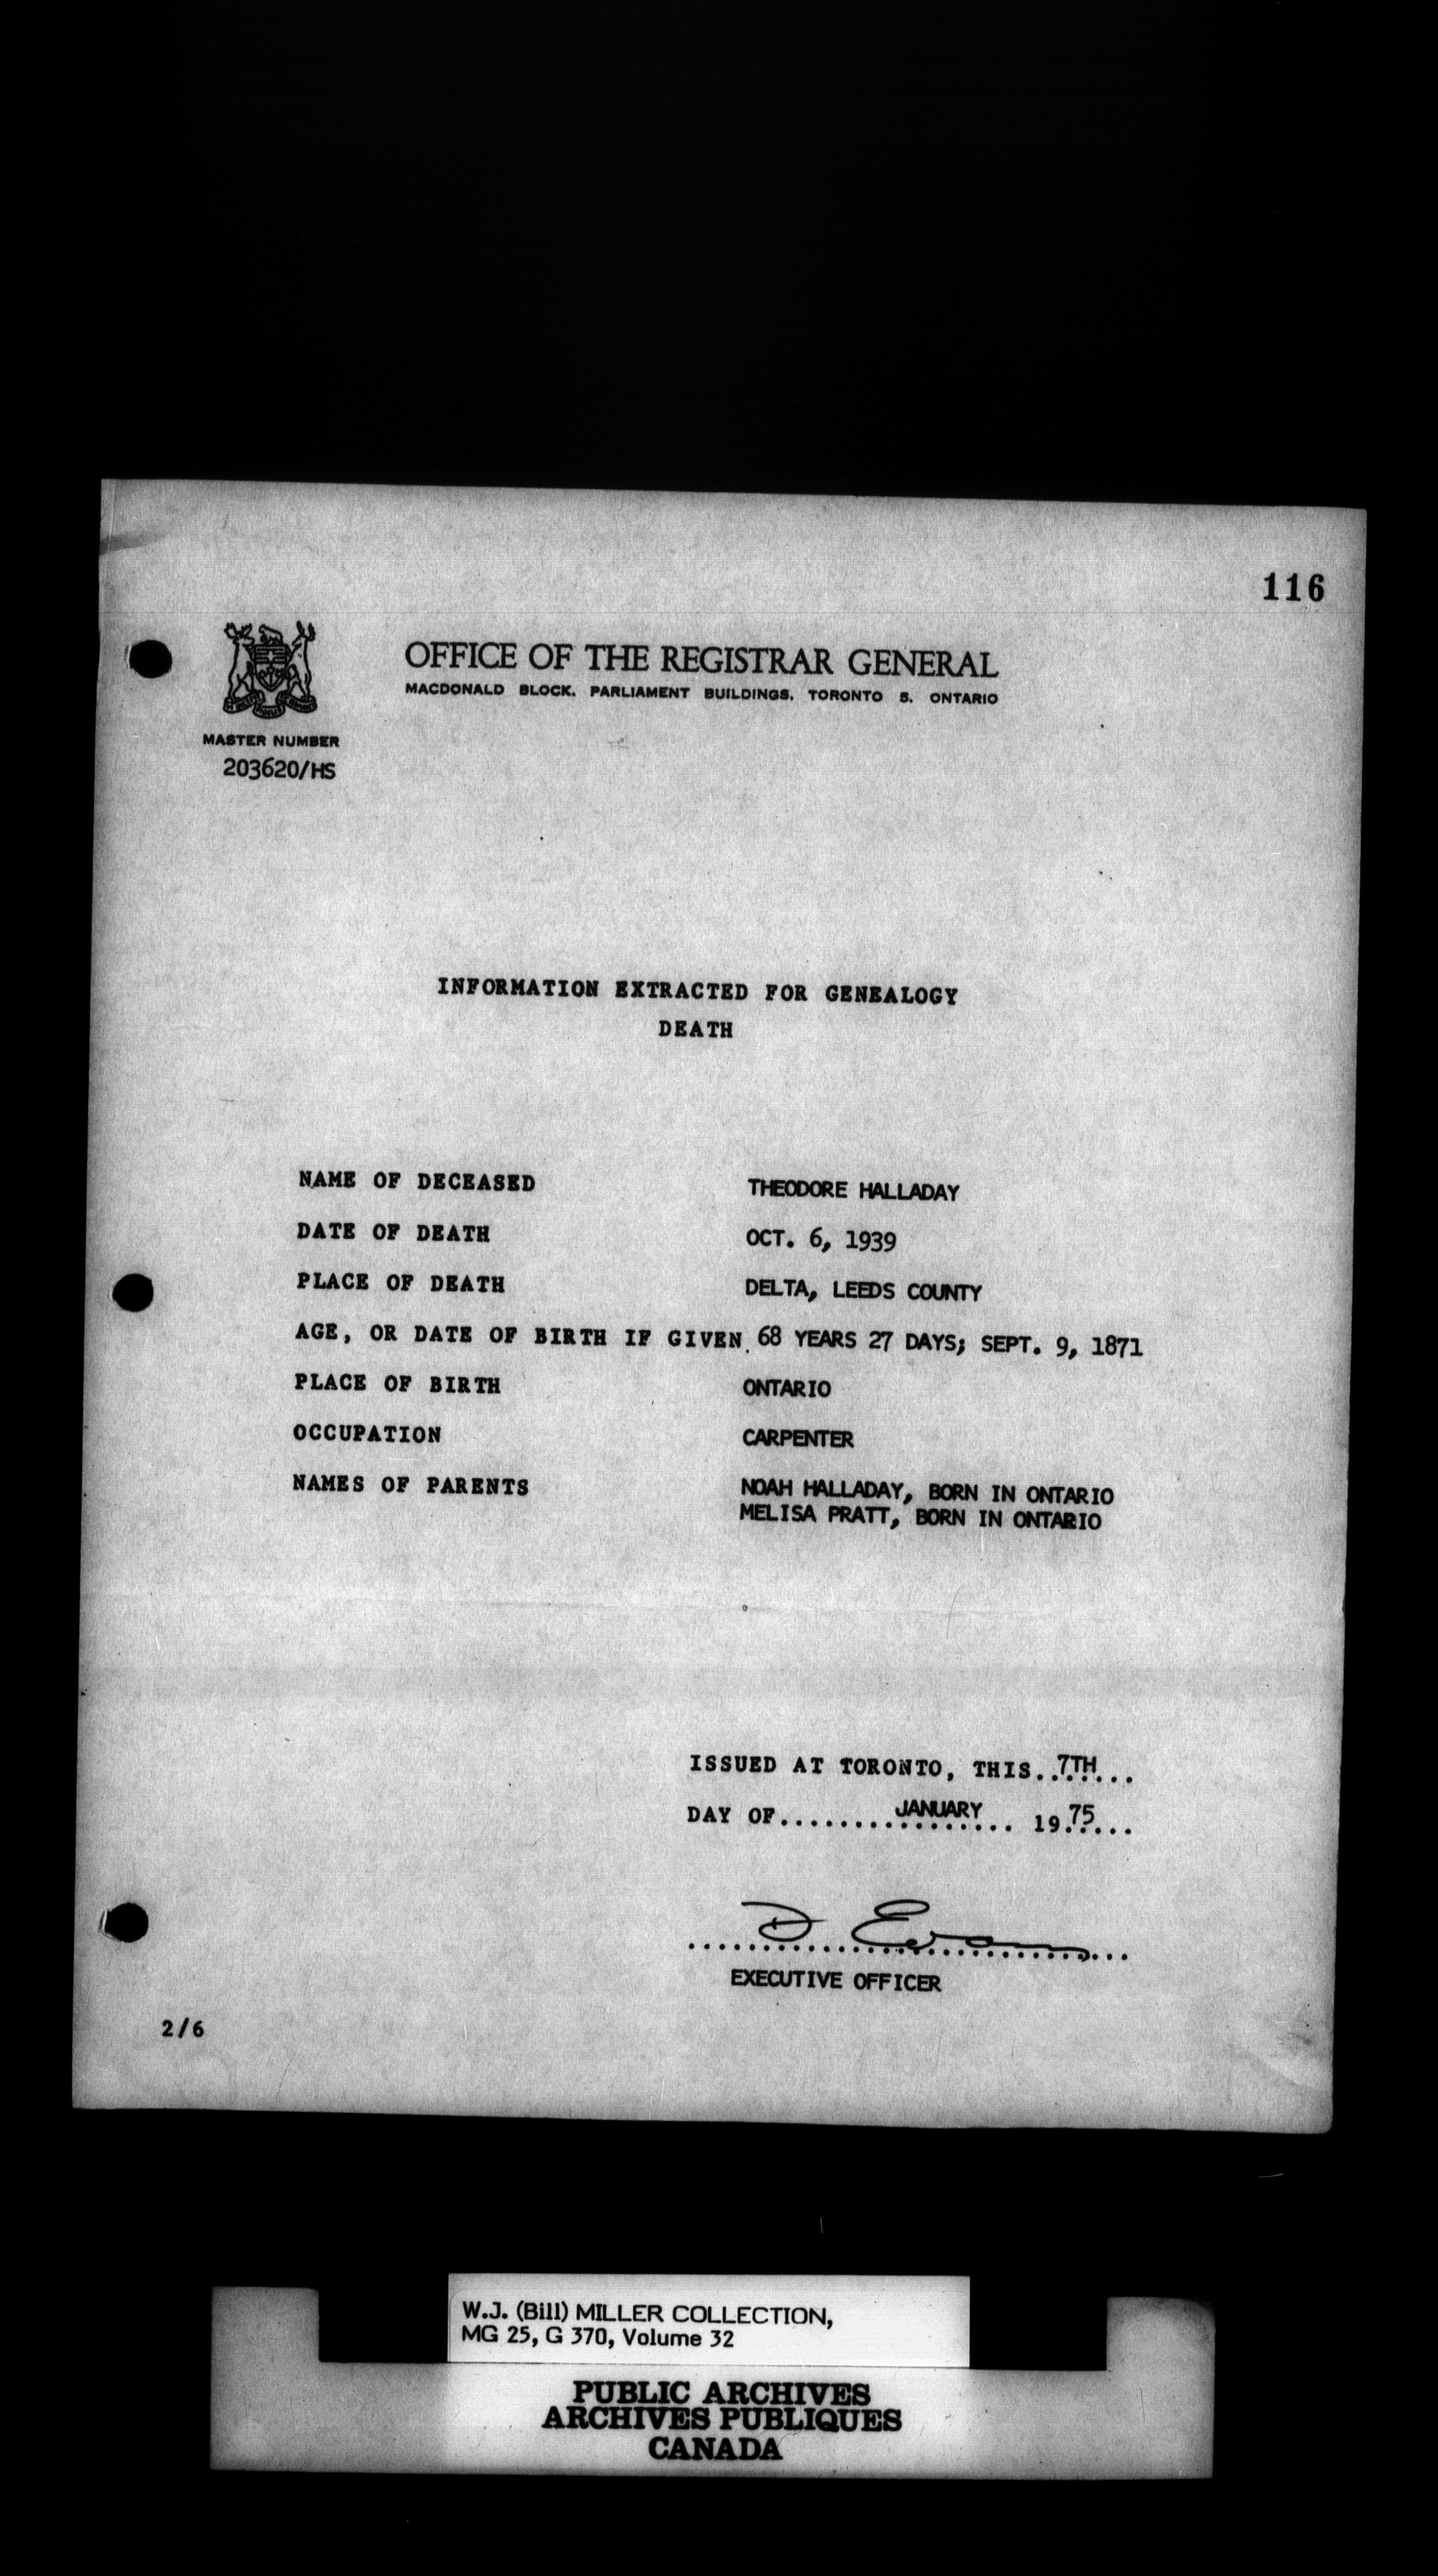 116
OFFICE OF THE REGISTRAR GENERAL
MACDONALD BLOCK, PARLIAMENT BUILDINGS, TORONTO 5, ONTARIO
MASTER NUMBER
203620/HS
INFORMATION EXTRACTED FOR GENEALOGY
DEATH
NAME OF DECEASED THEODORE HALLADAY
DATE OF DEATH OCT. 6, 1939
PLACE OF DEATH DELTA, LEEDS COUNTY
AGE, OR DATE OF BIRTH IF GIVEN 68 YEARS 27 DAYS; SEPT. 9, 1871
PLACE OF BIRTH ONTARIO
OCCUPATION CARPENTER
NAMES OF PARENTS NOAH HALLADAY, BORN IN ONTARIO
MELISA PRATT, BORN IN ONTARIO
ISSUED AT TORONTO, THIS..7TH....
DAY OF........JANUARY........ 19.75....
D Evans
EXECUTIVE OFFICER
2/6
W.J. (Bill) MILLER COLLECTION,
MG 25, G 370, Volume 32
PUBLIC ARCHIVES
ARCHIVES PUBLIQUES
CANADA